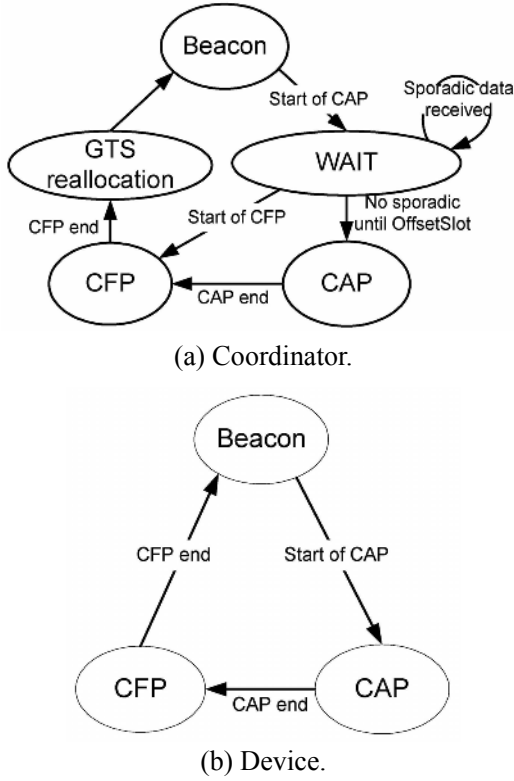 Beacon
Start of CAP
Sporadic data
received
GTS
reallocation
WAIT
No sporadic
until OffsetSlot
Start of CFP
CFP end
CFP
CAP end
CAP
(a) Coordinator.
Beacon
CFP end
Start of CAP
CFP
CAP end
CAP
(b) Device.